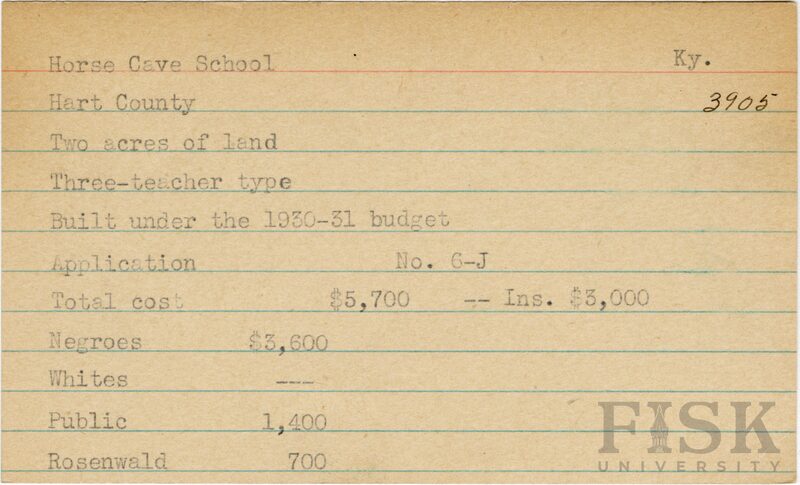 Horse Cave School Ky.
Hart County 3905
Two acres of land
Three-teacher type
Built under the 1930-31 budget
Application No. 6-J
Total cost $5,700 -- Ins. $3,000
Negroes $3,600
Whites ---
Public 1,400
Rosenwald 700
FISK
UNIVERSITY